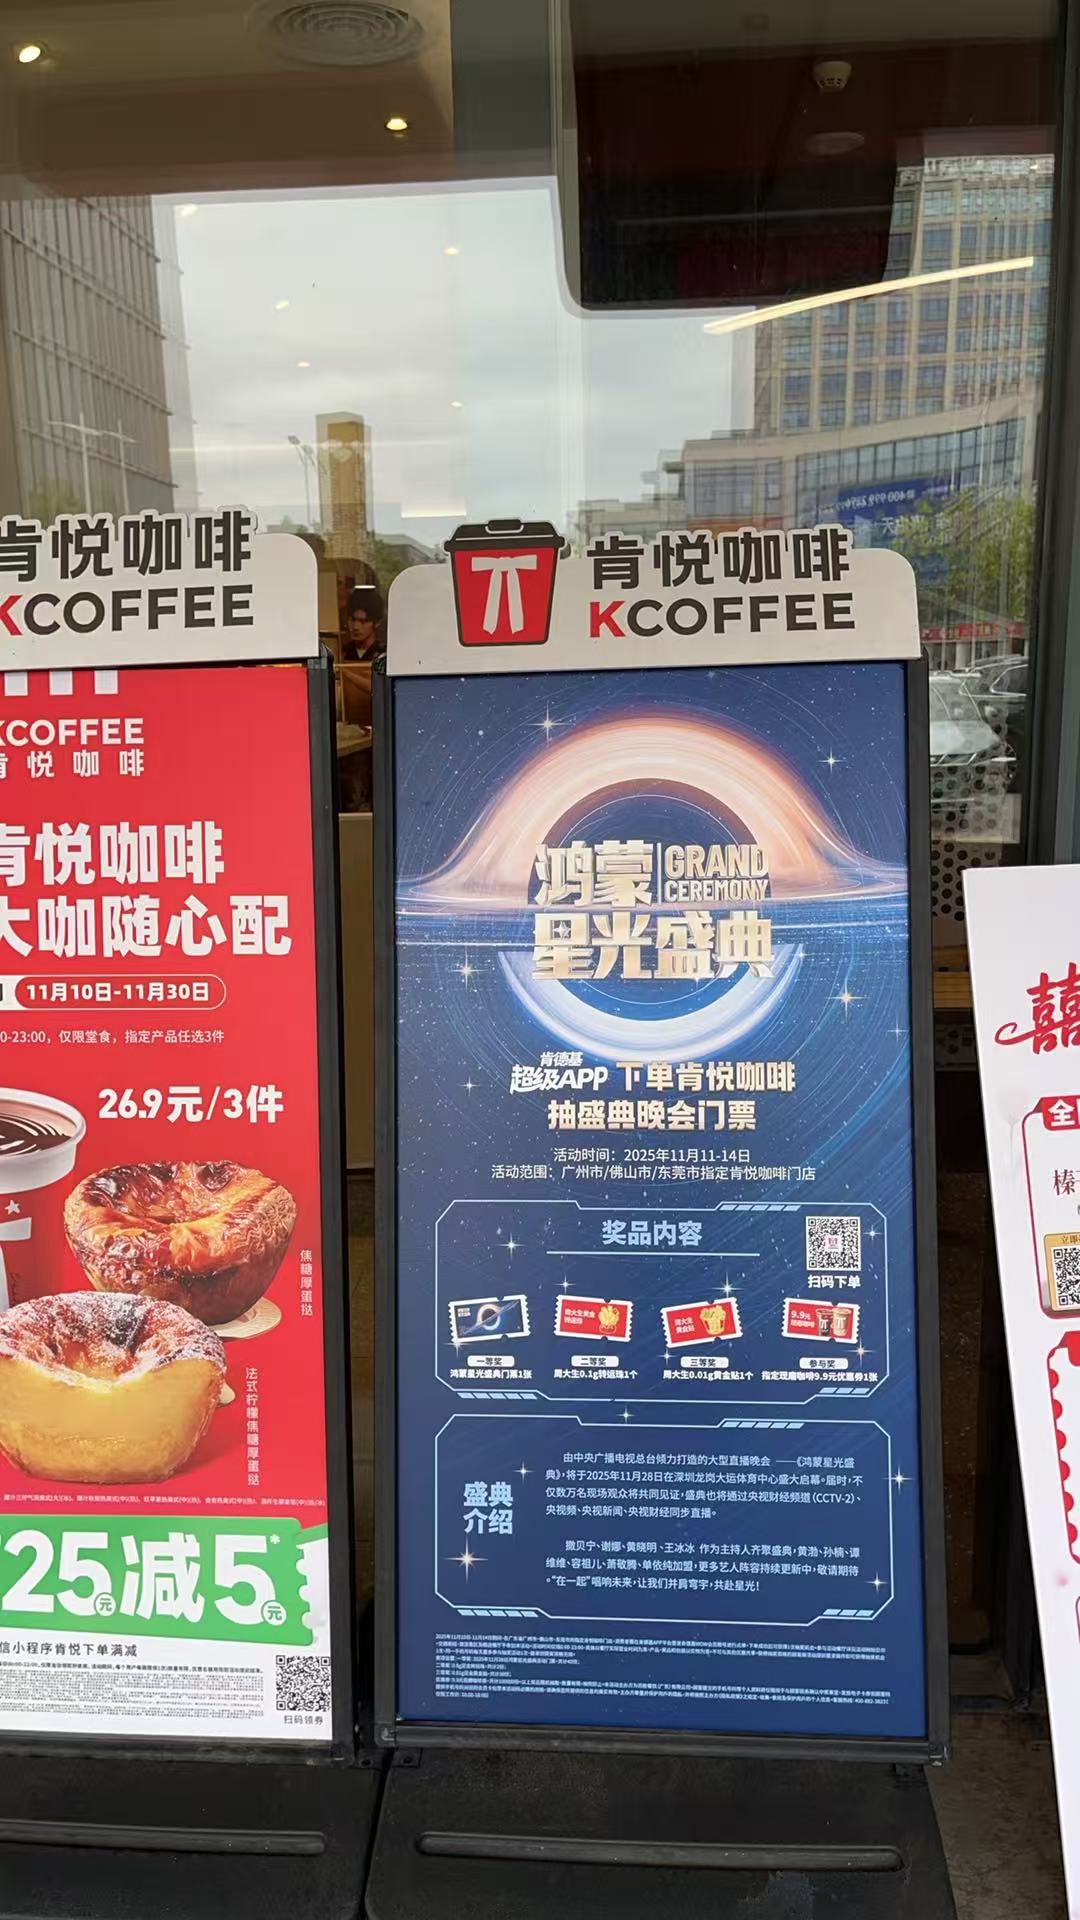 肯悦咖啡
KCOFFEE
KCOFFEE
肯悦咖啡
肯悦咖啡
大咖随心配
11月10日-11月30日
0-23:00，仅限堂食，指定产品任选3件
26.9元/3件
焦糖厚蛋挞
法式柠檬焦糖厚蛋挞
25元减5元*
信小程序肯悦下单满减
扫码领券
肯悦咖啡
KCOFFEE
鸿蒙 GRAND CEREMONY
星光盛典
肯德基
超级APP 下单肯悦咖啡
抽盛典晚会门票
活动时间：2025年11月11-14日
活动范围：广州市/佛山市/东莞市指定肯悦咖啡门店
奖品内容
扫码下单
一等奖
鸿蒙星光盛典门票1张
二等奖
周大生0.1g转运珠1个
三等奖
周大生0.01g黄金贴1个
9.9元
参与奖
指定现磨咖啡9.9元优惠券1张
盛典
介绍
由中央广播电视总台倾力打造的大型直播晚会 ——《鸿蒙星光盛
典》，将于2025年11月28日在深圳龙岗大运体育中心盛大启幕。届时，不
仅数万名现场观众将共同见证，盛典也将通过央视财经频道（CCTV-2）、
央视频、央视新闻、央视财经同步直播。
撒贝宁、谢娜、黄晓明、王冰冰 作为主持人齐聚盛典，黄渤、孙楠、谭
维维、容祖儿、萧敬腾、单依纯加盟，更多艺人阵容持续更新中，敬请期待
。“在一起”唱响未来，让我们并肩穹宇，共赴星光！
囍
全
榛
立即